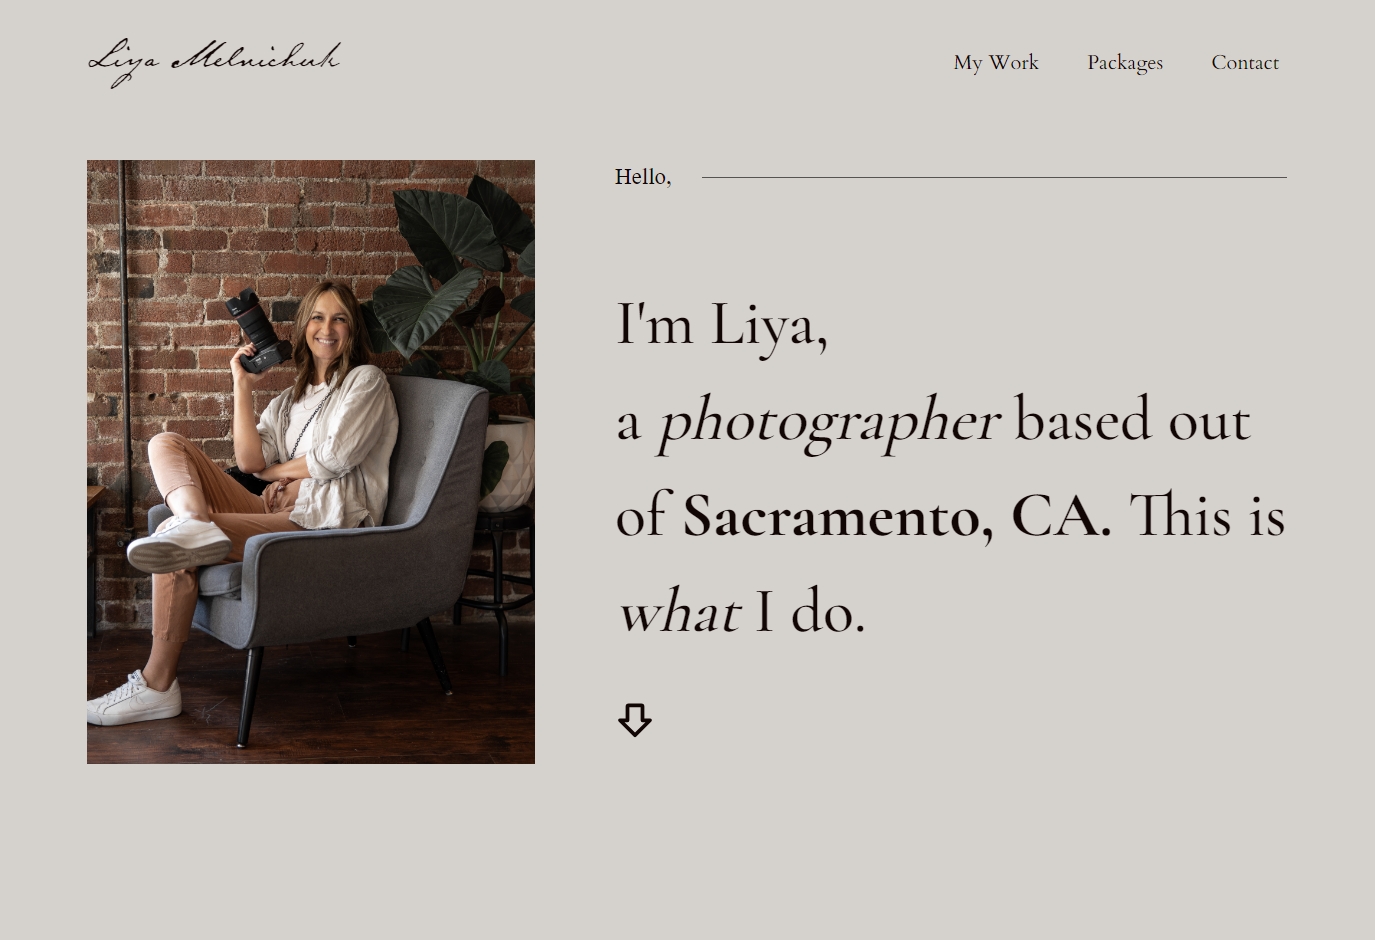 Liya Melnichuk
My Work Packages Contact
Hello,
I'm Liya,
a photographer based out
of Sacramento, CA. This is
what I do.